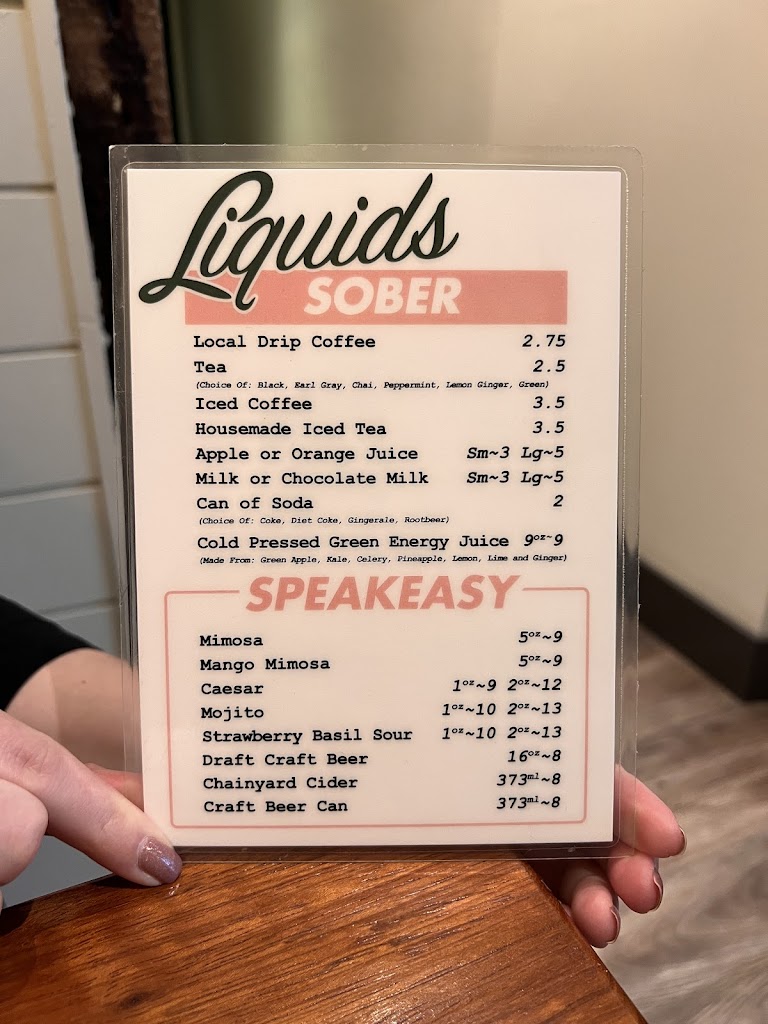 Liquids
SOBER
Local Drip Coffee 2.75
Tea 2.5
(Choice Of: Black, Earl Gray, Chai, Peppermint, Lemon Ginger, Green)
Iced Coffee 3.5
Housemade Iced Tea 3.5
Apple or Orange Juice Sm~3 Lg~5
Milk or Chocolate Milk Sm~3 Lg~5
Can of Soda 2
(Choice Of: Coke, Diet Coke, Gingerale, Rootbeer)
Cold Pressed Green Energy Juice 9oz~9
(Made From: Green Apple, Kale, Celery, Pineapple, Lemon, Lime and Ginger)
SPEAKEASY
Mimosa 5oz~9
Mango Mimosa 5oz~9
Caesar 1oz~9 2oz~12
Mojito 1oz~10 2oz~13
Strawberry Basil Sour 1oz~10 2oz~13
Draft Craft Beer 16oz~8
Chainyard Cider 373ml~8
Craft Beer Can 373ml~8